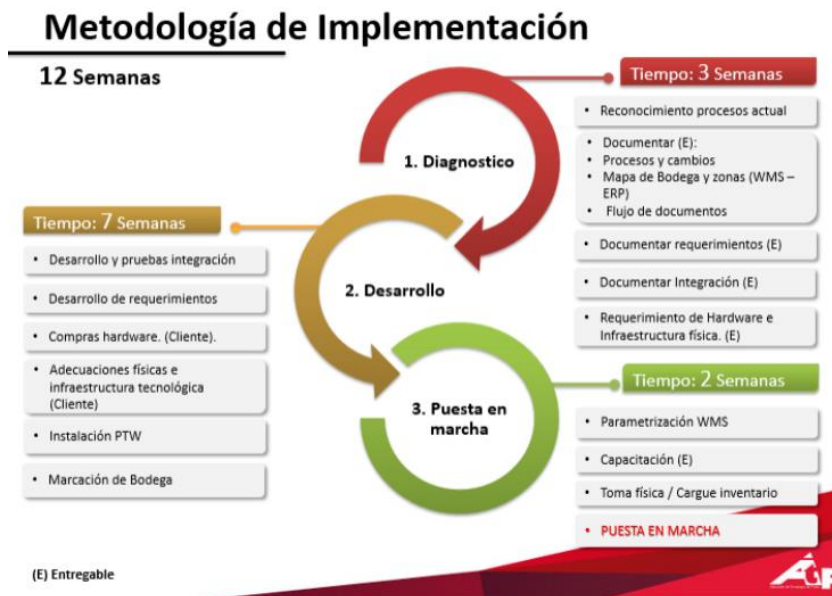 Metodología de Implementación
12 Semanas
Tiempo: 3 Semanas
• Reconocimiento procesos actual
• Documentar (E):
• Procesos y cambios
• Mapa de Bodega y zonas (WMS –
ERP)
• Flujo de documentos
• Documentar requerimientos (E)
• Documentar Integración (E)
• Requerimiento de Hardware e
Infraestructura física. (E)
1. Diagnostico
Tiempo: 7 Semanas
• Desarrollo y pruebas integración
• Desarrollo de requerimientos
• Compras hardware. (Cliente).
• Adecuaciones físicas e
infraestructura tecnológica
(Cliente)
• Instalación PTW
• Marcación de Bodega
2. Desarrollo
3. Puesta en
marcha
Tiempo: 2 Semanas
• Parametrización WMS
• Capacitación (E)
• Toma física / Cargue inventario
• PUESTA EN MARCHA
(E) Entregable